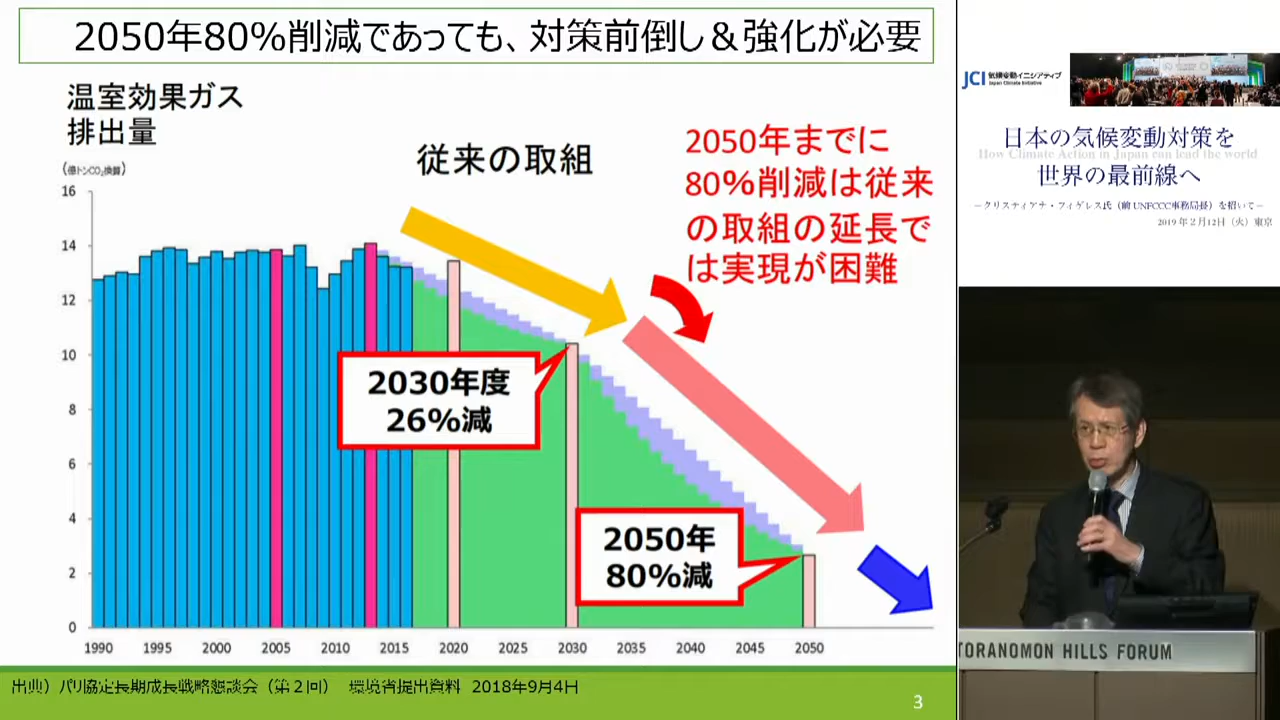 2050年80%削減であっても、対策前倒し＆強化が必要
温室効果ガス
排出量
(億トンCO₂換算)
16
14
12
10
8
6
4
2
0
1990 1995 2000 2005 2010 2015 2020 2025 2030 2035 2040 2045 2050
従来の取組
2050年までに
80%削減は従来
の取組の延長で
は実現が困難
2030年度
26%減
2050年
80%減
出典）パリ協定長期成長戦略懇談会（第２回） 環境省提出資料 2018年9月4日
3
JCI 気候変動イニシアティブ
Japan Climate Initiative
日本の気候変動対策を
How Climate Action in Japan can lead the world
世界の最前線へ
－クリスティアナ・フィゲレス氏（前 UNFCCC事務局長）を招いて－
2019年2月12日（火）東京
TORANOMON HILLS FORUM